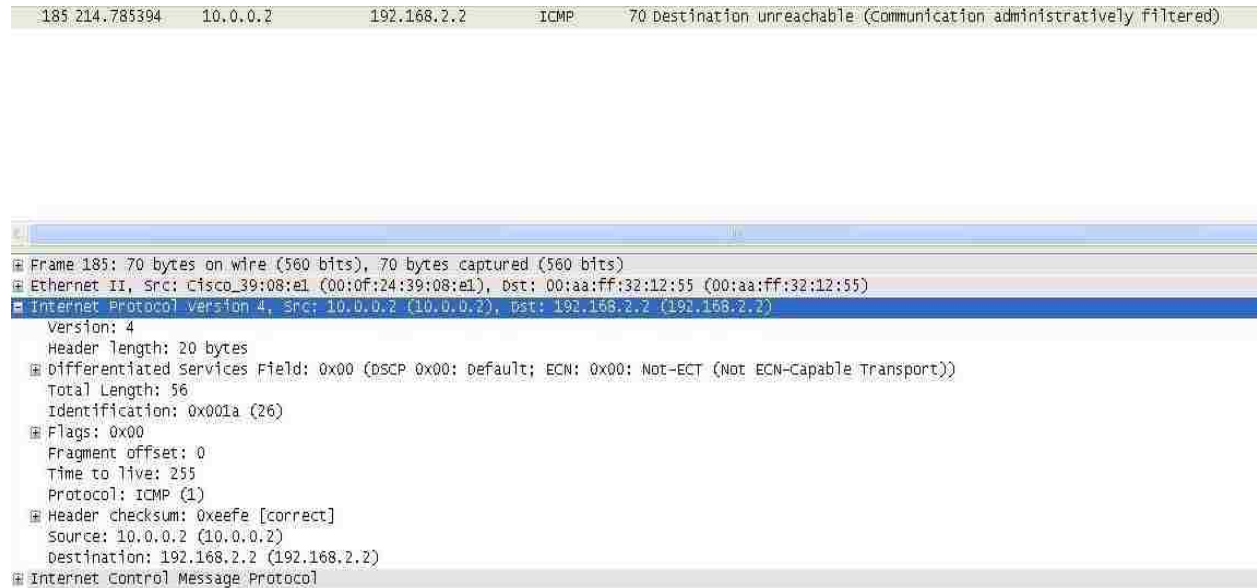 185 214.785394 10.0.0.2 192.168.2.2 ICMP 70 Destination unreachable (Communication administratively filtered)
Frame 185: 70 bytes on wire (560 bits), 70 bytes captured (560 bits)
Ethernet II, Src: Cisco_39:08:e1 (00:0f:24:39:08:e1), Dst: 00:aa:ff:32:12:55 (00:aa:ff:32:12:55)
Internet Protocol Version 4, Src: 10.0.0.2 (10.0.0.2), Dst: 192.168.2.2 (192.168.2.2)
Version: 4
Header length: 20 bytes
Differentiated Services Field: 0x00 (DSCP 0x00: Default; ECN: 0x00: Not-ECT (Not ECN-Capable Transport))
Total Length: 56
Identification: 0x001a (26)
Flags: 0x00
Fragment offset: 0
Time to live: 255
Protocol: ICMP (1)
Header checksum: 0xeefe [correct]
Source: 10.0.0.2 (10.0.0.2)
Destination: 192.168.2.2 (192.168.2.2)
Internet Control Message Protocol